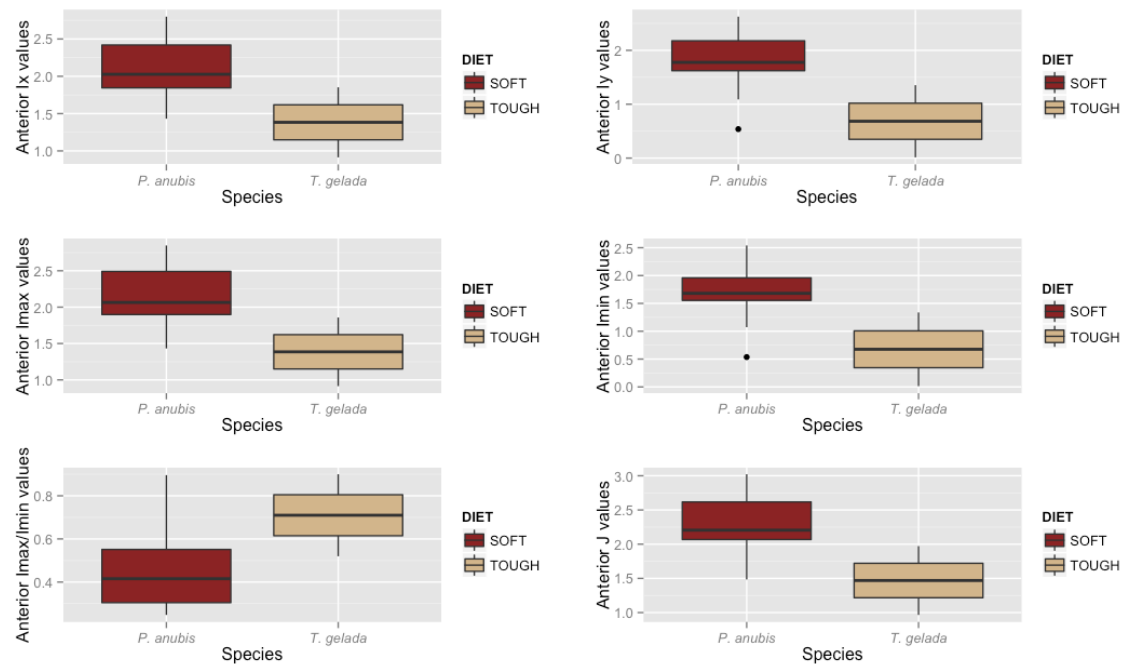 Anterior Ix values
2.5
2.0
1.5
1.0
P. anubis T. gelada
Species
DIET
SOFT
TOUGH
Anterior Iy values
2
1
0
P. anubis T. gelada
Species
DIET
SOFT
TOUGH
Anterior Imax values
2.5
2.0
1.5
1.0
P. anubis T. gelada
Species
DIET
SOFT
TOUGH
Anterior Imin values
2.5
2.0
1.5
1.0
0.5
0.0
P. anubis T. gelada
Species
DIET
SOFT
TOUGH
Anterior Imax/Imin values
0.8
0.6
0.4
P. anubis T. gelada
Species
DIET
SOFT
TOUGH
Anterior J values
3.0
2.5
2.0
1.5
1.0
P. anubis T. gelada
Species
DIET
SOFT
TOUGH